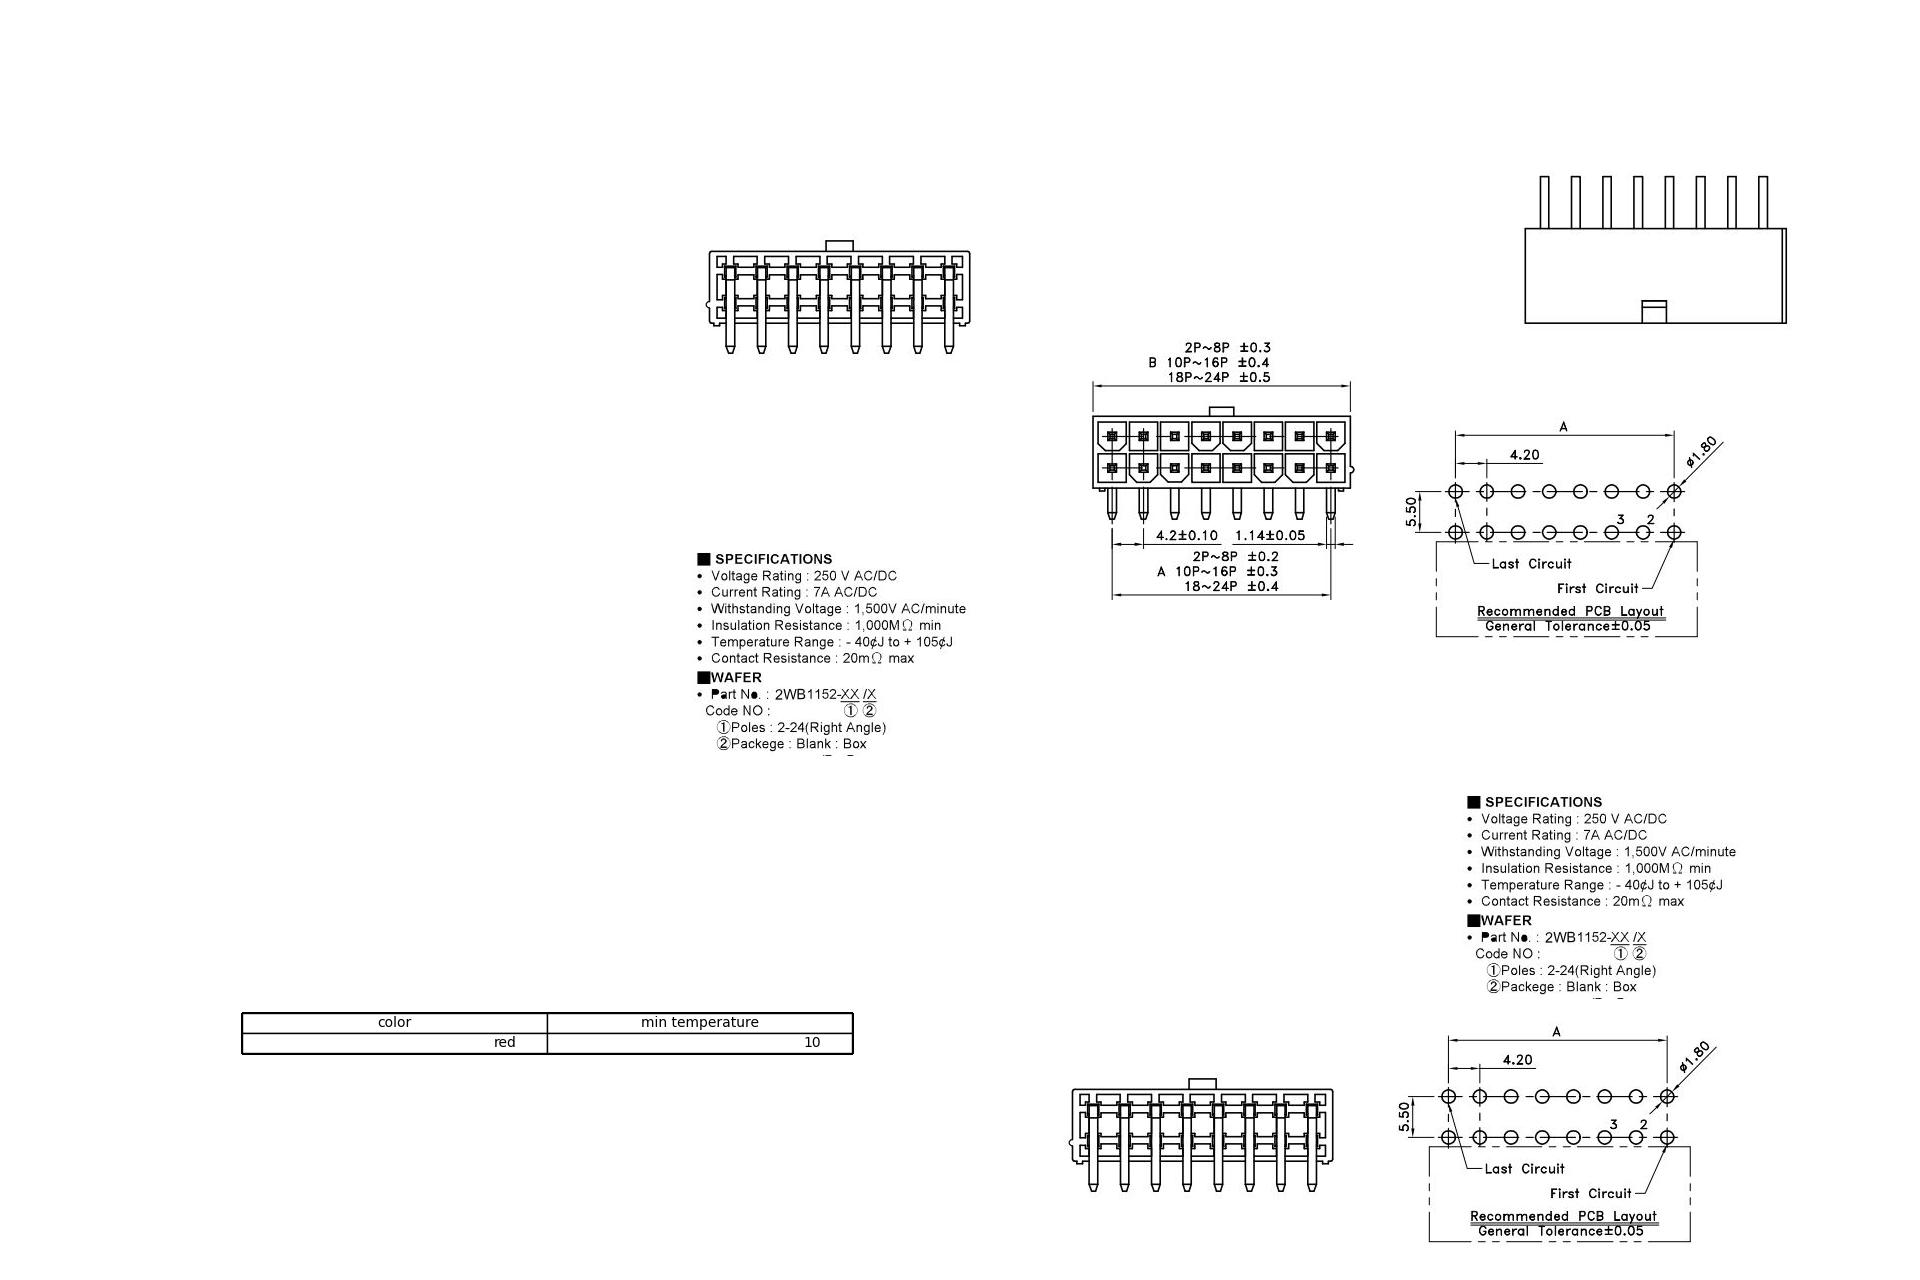 2P~8P ±0.3
B 10P~16P ±0.4
18P~24P ±0.5
4.2±0.10 1.14±0.05
2P~8P ±0.2
A 10P~16P ±0.3
18~24P ±0.4
A
4.20
ø1.80
5.50
3 2
Last Circuit
First Circuit
Recommended PCB Layout
General Tolerance±0.05
■ SPECIFICATIONS
• Voltage Rating : 250 V AC/DC
• Current Rating : 7A AC/DC
• Withstanding Voltage : 1,500V AC/minute
• Insulation Resistance : 1,000MΩ min
• Temperature Range : - 40¢J to + 105¢J
• Contact Resistance : 20mΩ max
■WAFER
• Part No. : 2WB1152-XX /X
Code NO : ① ②
①Poles : 2-24(Right Angle)
②Packege : Blank : Box
■ SPECIFICATIONS
• Voltage Rating : 250 V AC/DC
• Current Rating : 7A AC/DC
• Withstanding Voltage : 1,500V AC/minute
• Insulation Resistance : 1,000MΩ min
• Temperature Range : - 40¢J to + 105¢J
• Contact Resistance : 20mΩ max
■WAFER
• Part No. : 2WB1152-XX /X
Code NO : ① ②
①Poles : 2-24(Right Angle)
②Packege : Blank : Box
color min temperature
red 10
A
4.20
ø1.80
5.50
3 2
Last Circuit
First Circuit
Recommended PCB Layout
General Tolerance±0.05